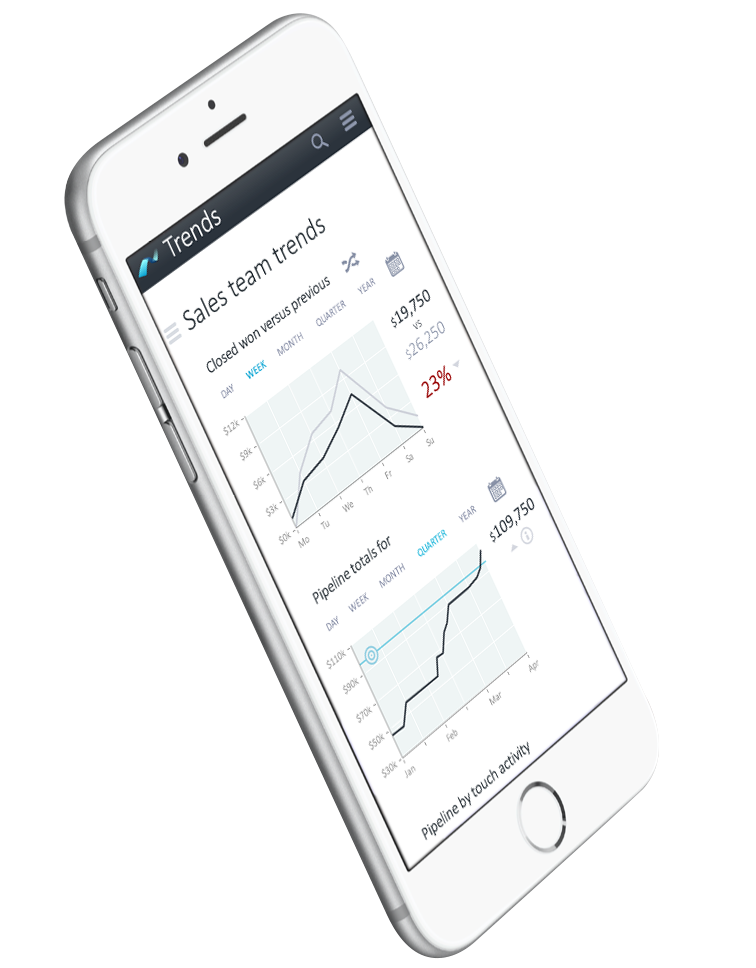 Trends
Sales team trends
Closed won versus previous
DAY WEEK MONTH QUARTER YEAR
$19,750
vs
$26,250
23%
$12k
$9k
$6k
$3k
$0k
Mo Tu We Th Fr Sa Su
Pipeline totals for
DAY WEEK MONTH QUARTER YEAR
$109,750
$110k
$90k
$70k
$50k
$30k
Jan Feb Mar Apr
Pipeline by touch activity